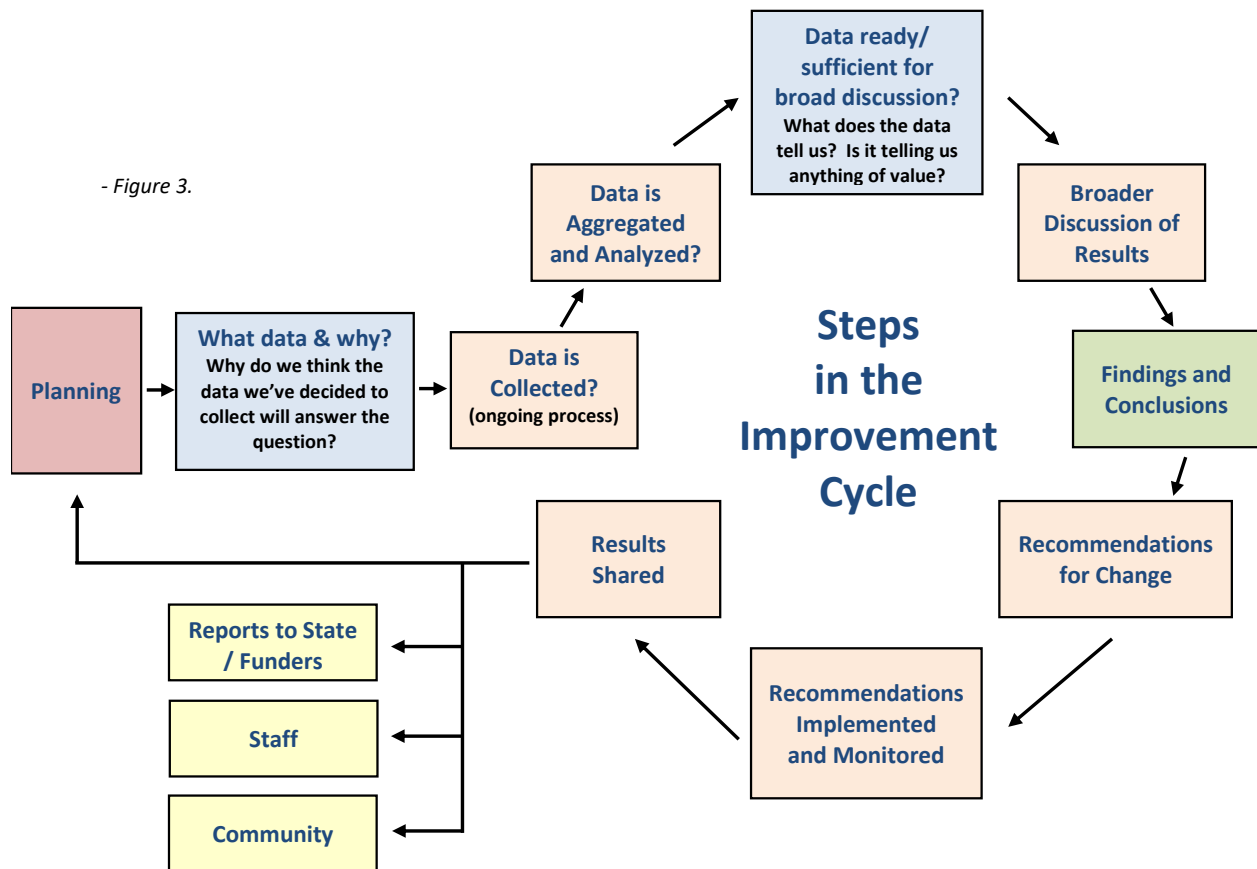 - Figure 3.
Planning
What data & why?
Why do we think the
data we've decided to
collect will answer the
question?
Data is
Collected?
(ongoing process)
Data is
Aggregated
and Analyzed?
Data ready/
sufficient for
broad discussion?
What does the data
tell us?  Is it telling us
anything of value?
Broader
Discussion of
Results
Findings and
Conclusions
Recommendations
for Change
Recommendations
Implemented
and Monitored
Results
Shared
Reports to State
/ Funders
Staff
Community
Steps
in the
Improvement
Cycle